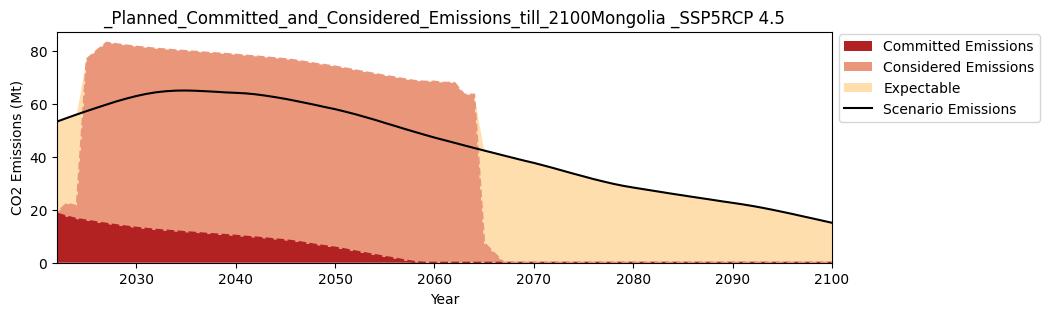 _Planned_Committed_and_Considered_Emissions_till_2100Mongolia _SSP5RCP 4.5
CO2 Emissions (Mt)
80
60
40
20
0
2030 2040 2050 2060 2070 2080 2090 2100
Year
Committed Emissions
Considered Emissions
Expectable
Scenario Emissions